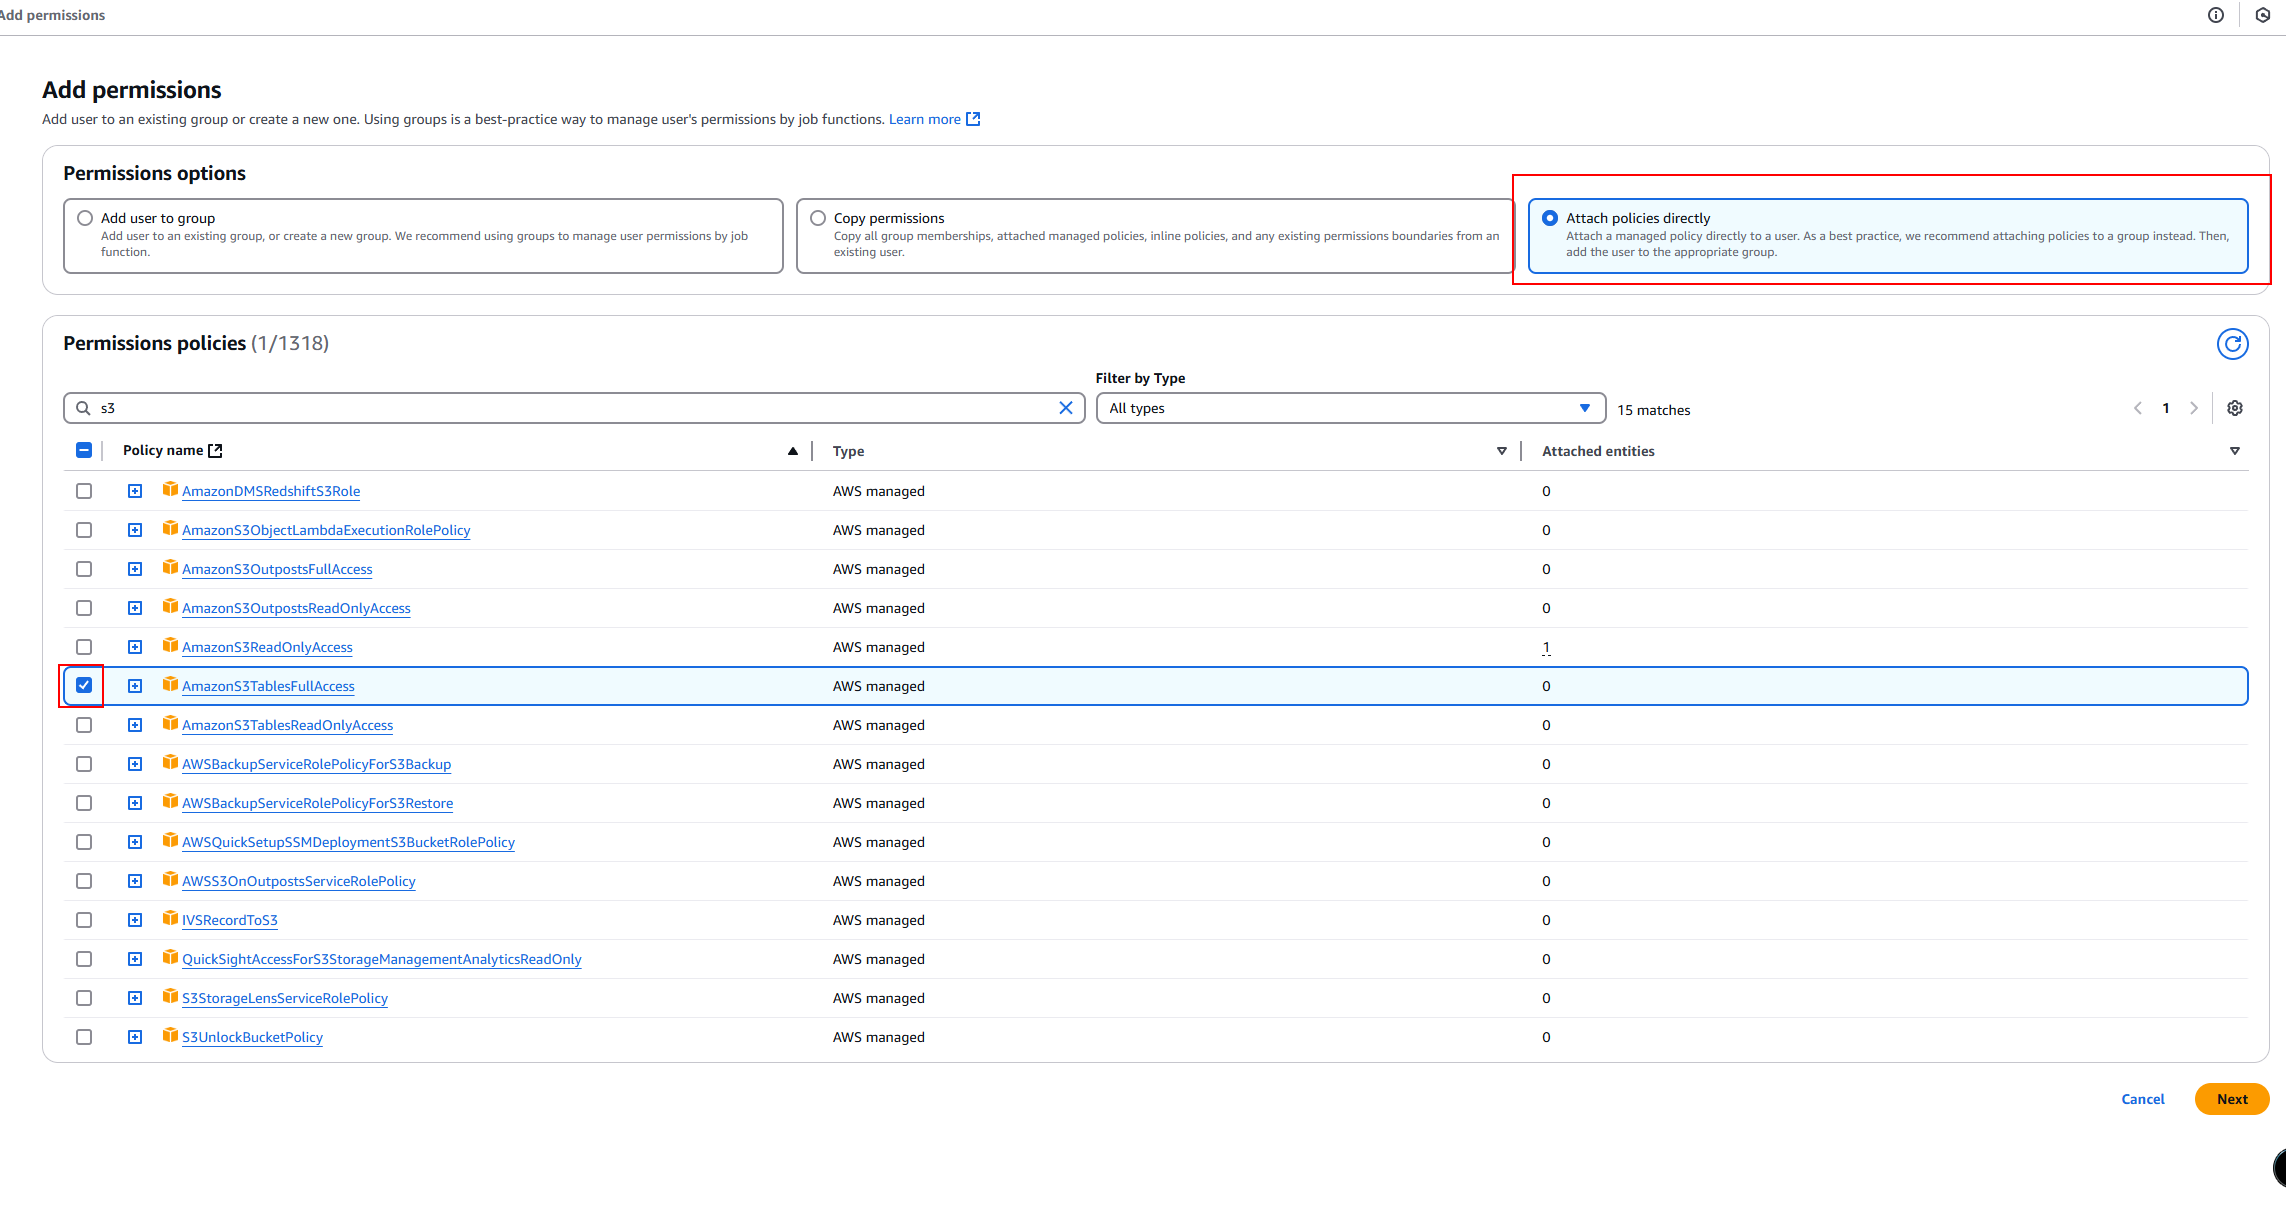 Add permissions
Add permissions
Add user to an existing group or create a new one. Using groups is a best-practice way to manage user's permissions by job functions. Learn more
Permissions options
Add user to group
Add user to an existing group, or create a new group. We recommend using groups to manage user permissions by job
function.
Copy permissions
Copy all group memberships, attached managed policies, inline policies, and any existing permissions boundaries from an
existing user.
Attach policies directly
Attach a managed policy directly to a user. As a best practice, we recommend attaching policies to a group instead. Then,
add the user to the appropriate group.
Permissions policies (1/1318)
Filter by Type
s3
All types
15 matches
1
Policy name
Type
Attached entities
AmazonDMSRedshiftS3Role AWS managed 0
AmazonS3ObjectLambdaExecutionRolePolicy AWS managed 0
AmazonS3OutpostsFullAccess AWS managed 0
AmazonS3OutpostsReadOnlyAccess AWS managed 0
AmazonS3ReadOnlyAccess AWS managed 1
AmazonS3TablesFullAccess AWS managed 0
AmazonS3TablesReadOnlyAccess AWS managed 0
AWSBackupServiceRolePolicyForS3Backup AWS managed 0
AWSBackupServiceRolePolicyForS3Restore AWS managed 0
AWSQuickSetupSSMDeploymentS3BucketRolePolicy AWS managed 0
AWSS3OnOutpostsServiceRolePolicy AWS managed 0
IVSRecordToS3 AWS managed 0
QuickSightAccessForS3StorageManagementAnalyticsReadOnly AWS managed 0
S3StorageLensServiceRolePolicy AWS managed 0
S3UnlockBucketPolicy AWS managed 0
Cancel
Next